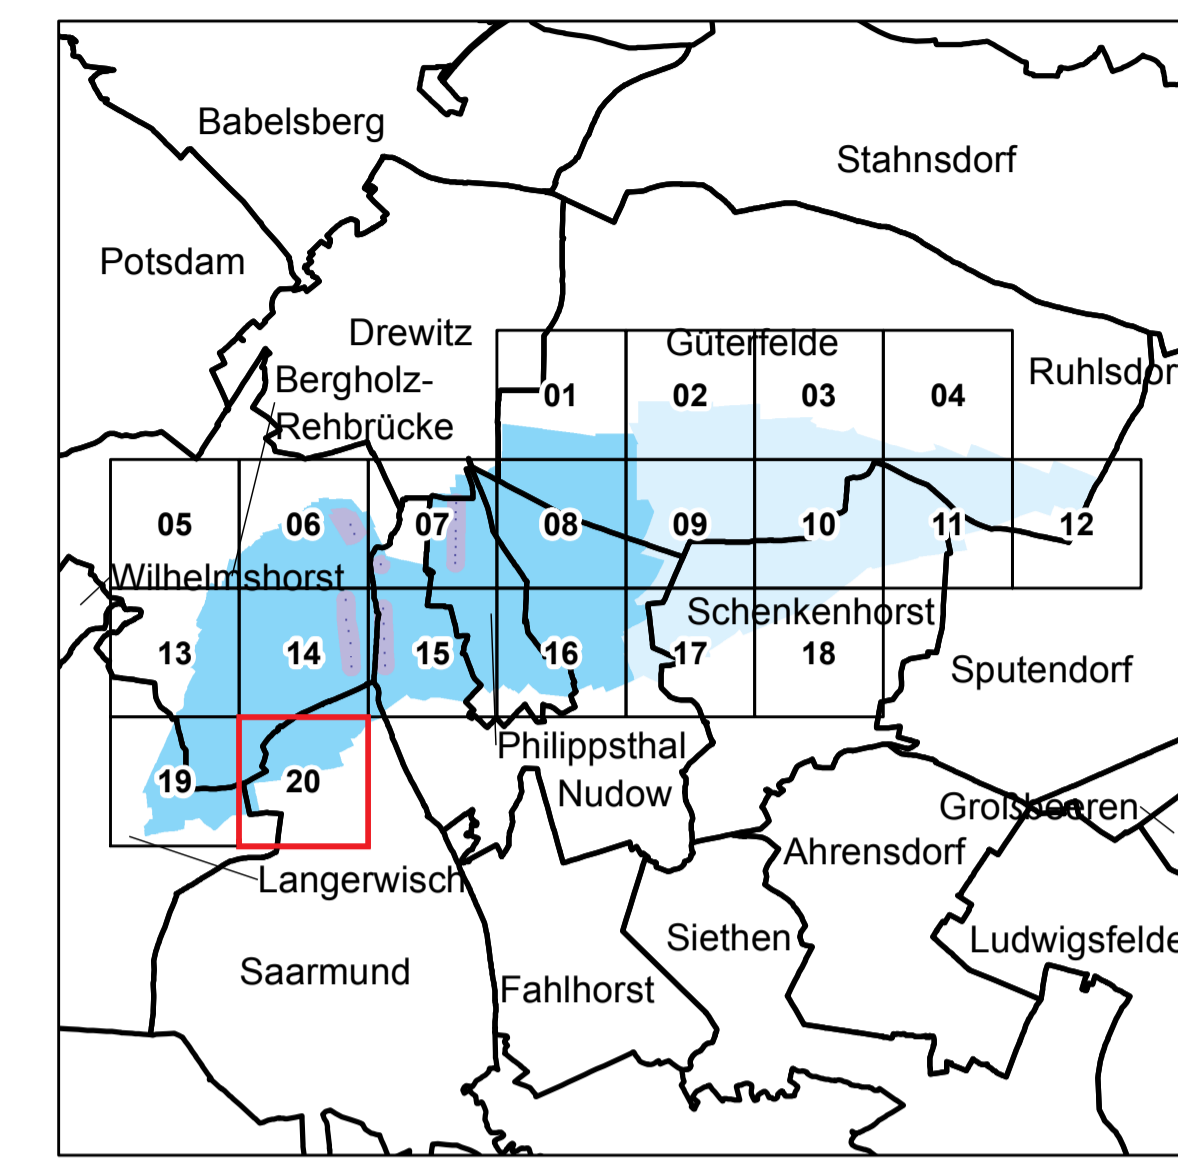 Babelsberg
Stahnsdorf
Potsdam
Drewitz
Güterfelde
Ruhlsdor
Bergholz-
Rehbrücke
01
02
03
04
05
06
07
08
09
10
11
12
Wilhelmshorst
Schenkenhorst
13
14
15
16
17
18
Sputendorf
Philippsthal
19
20
Nudow
Großbeeren
Ahrensdorf
Langerwisch
Siethen
Ludwigsfelde
Saarmund
Fahlhorst